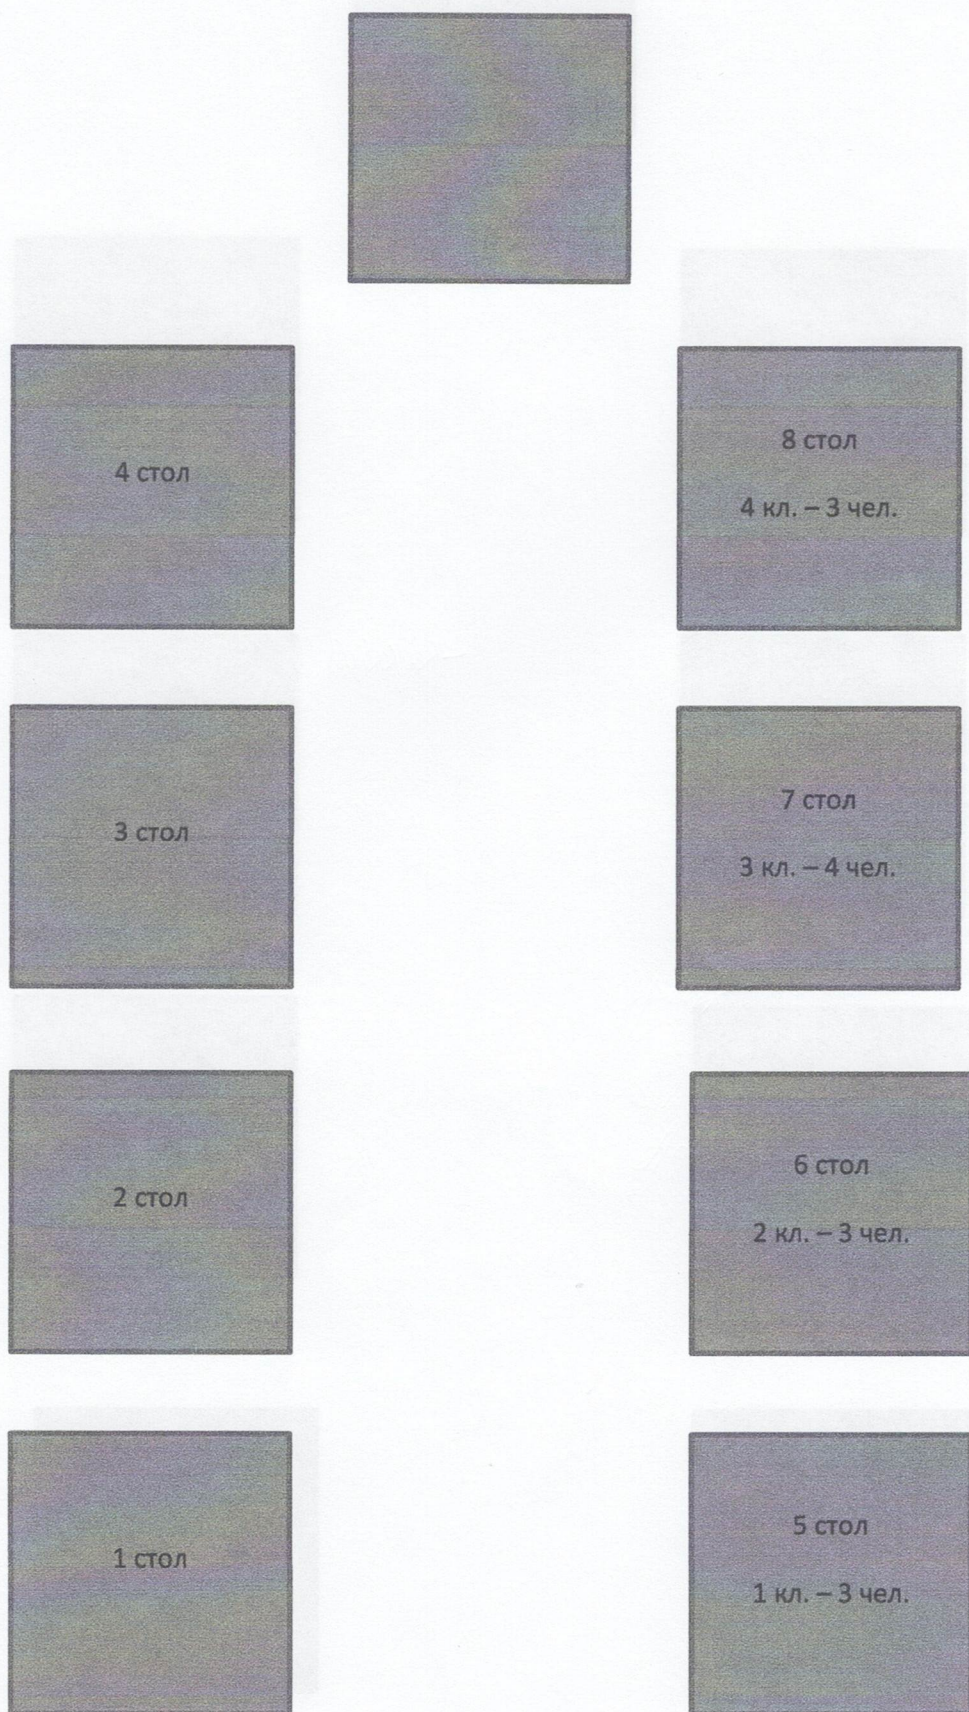 4 стол
8 стол
4 кл. – 3 чел.
3 стол
7 стол
3 кл. – 4 чел.
2 стол
6 стол
2 кл. – 3 чел.
1 стол
5 стол
1 кл. – 3 чел.